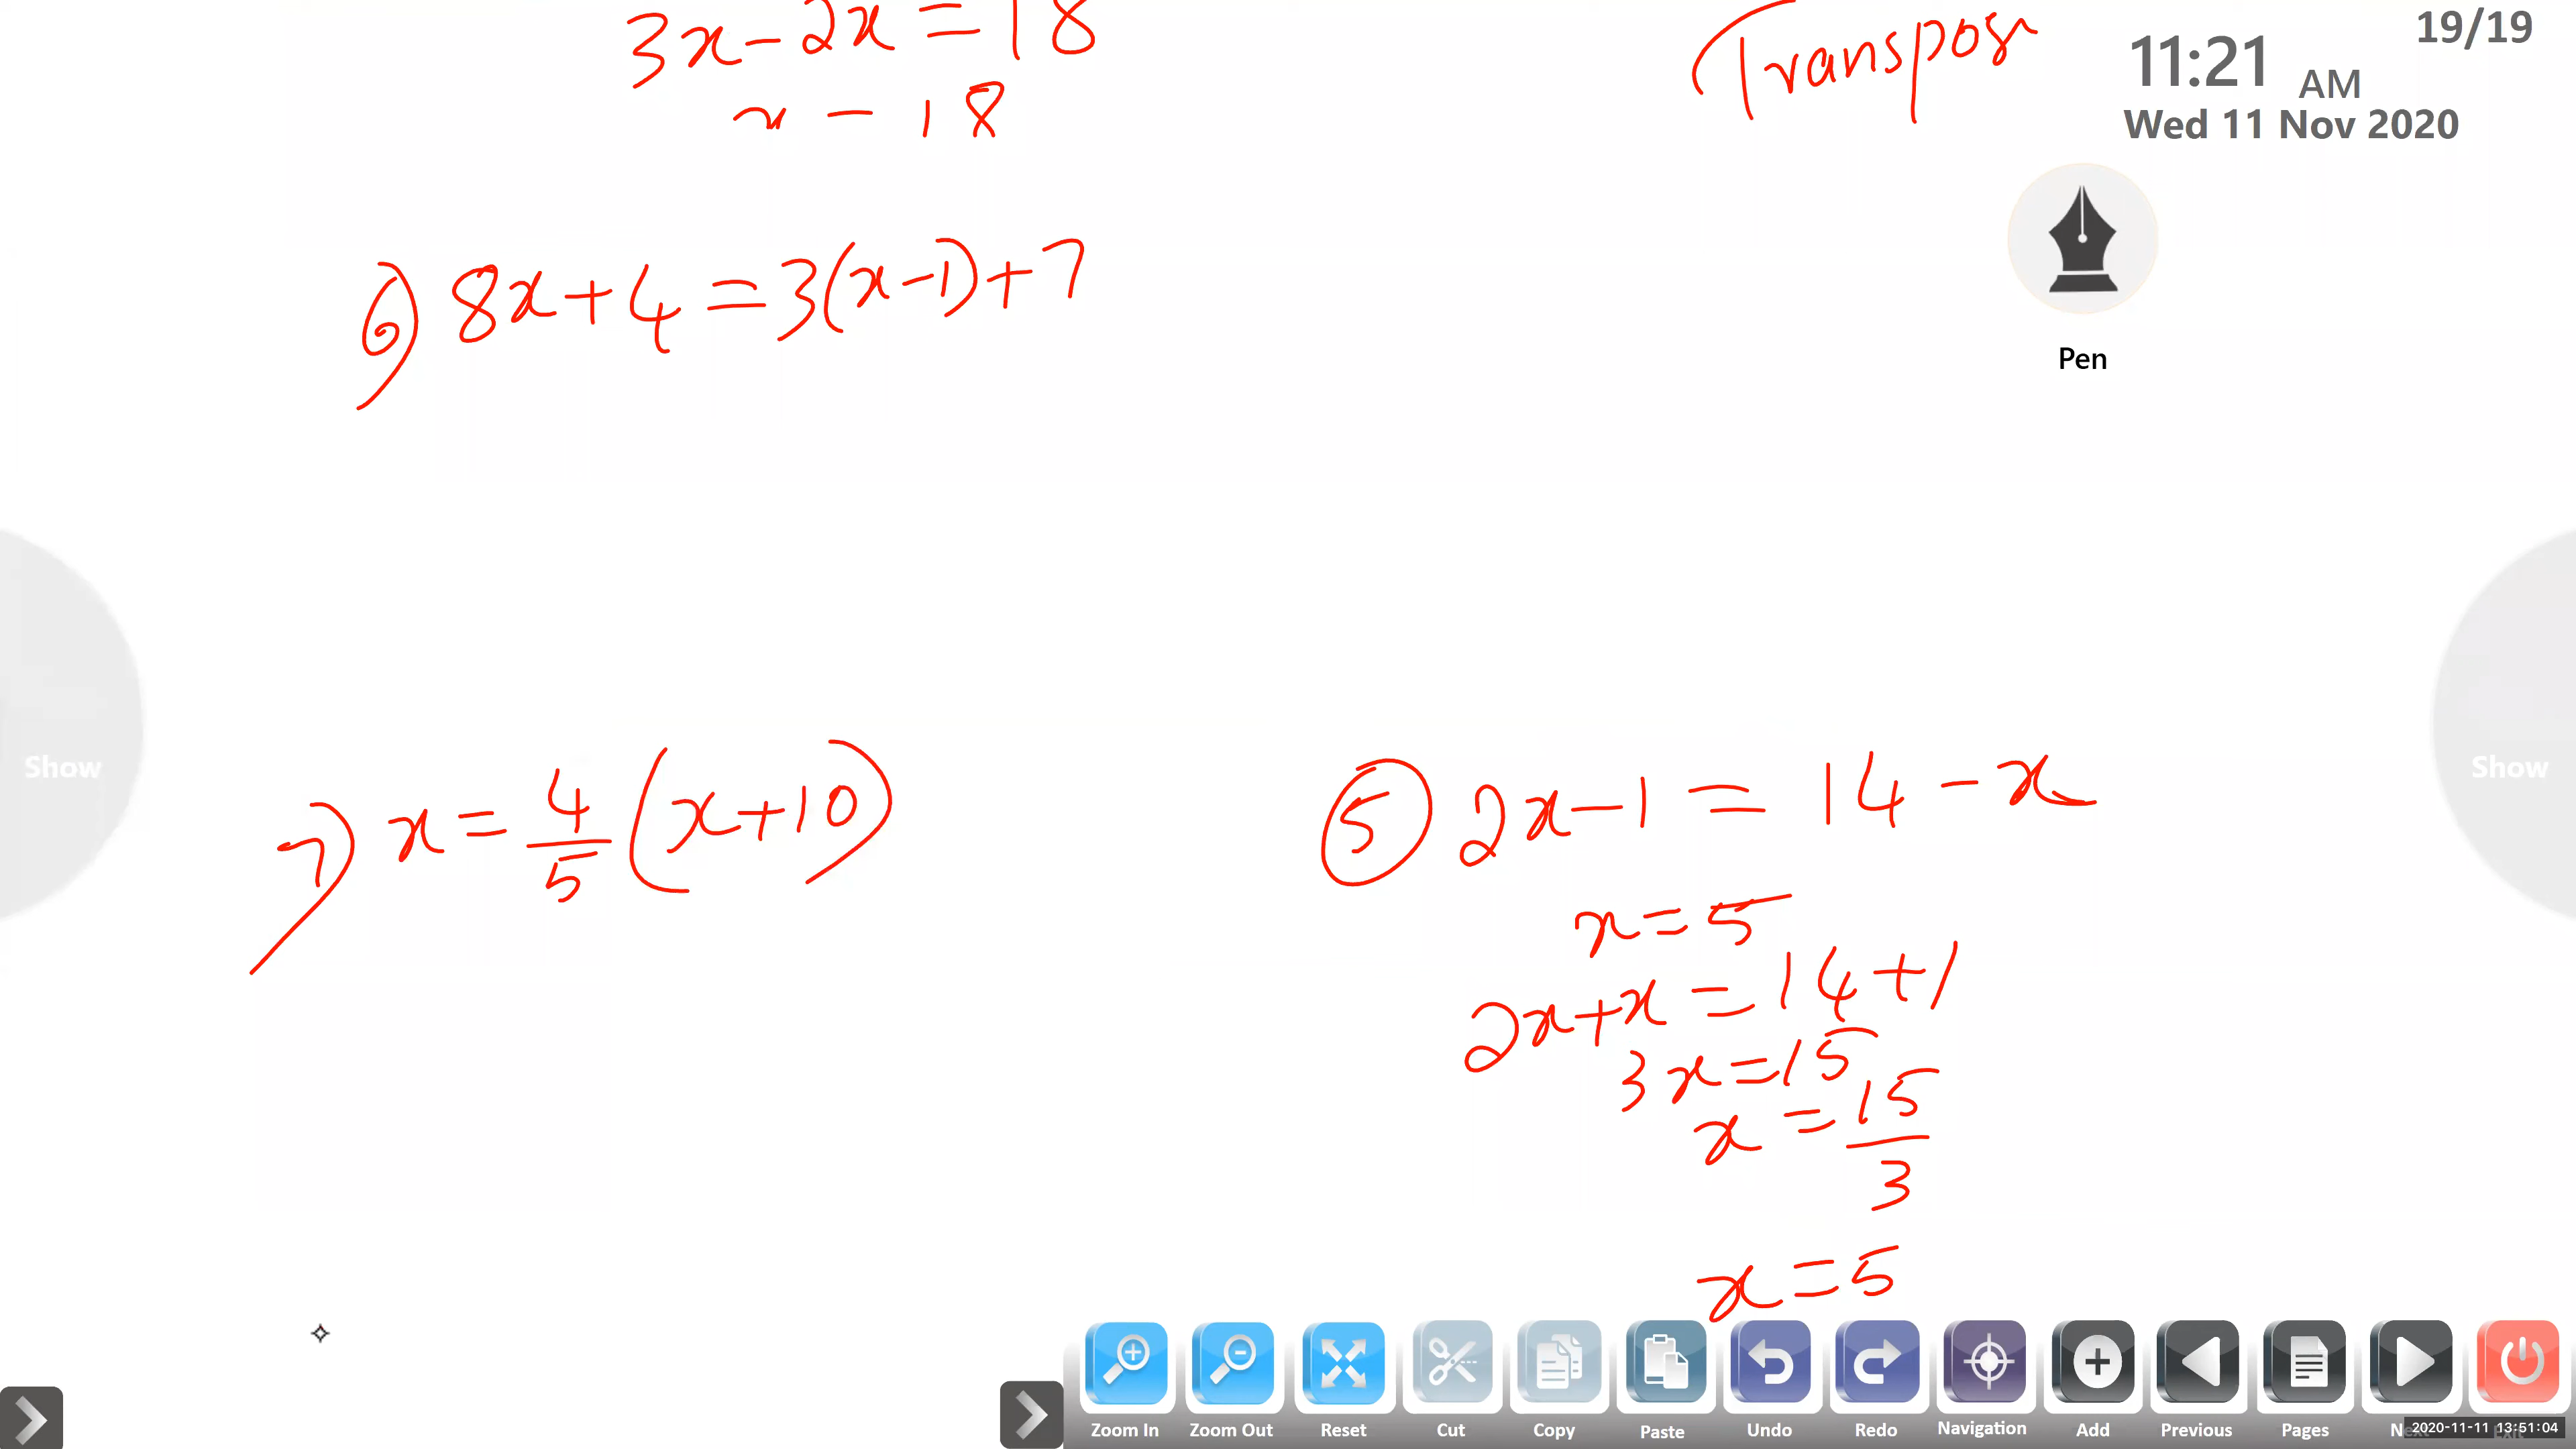 3x-2x=18
x - 18
Transpos
19/19
11:21 AM
Wed 11 Nov 2020
Pen
6) 8x+4=3(x-1)+7
Show
Show
7) x=4/5(x+10)
5 2x-1=14-x
x=5
2x+x=14+1
3x=15
x=15/3
x=5
Zoom In Zoom Out Reset Cut Copy Paste Undo Redo Navigation Add Previous Pages
2020-11-11 13:51:04